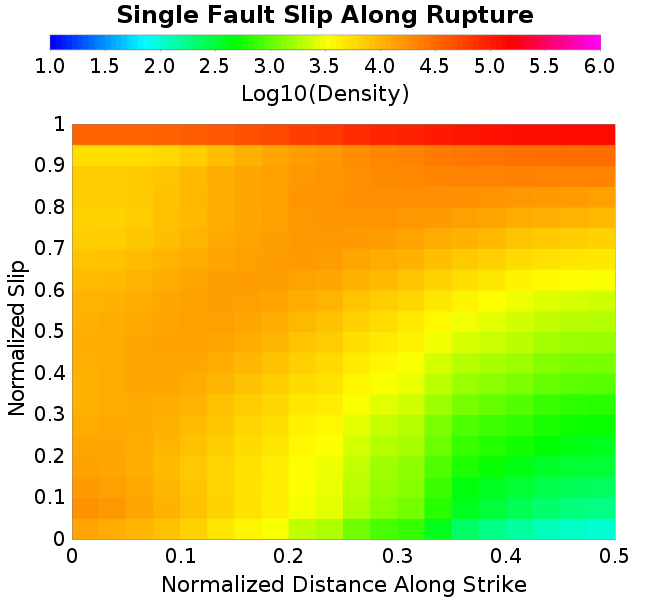 Single Fault Slip Along Rupture
1.0 1.5 2.0 2.5 3.0 3.5 4.0 4.5 5.0 5.5 6.0
Log10(Density)
1
0.9
0.8
0.7
0.6
0.5
0.4
0.3
0.2
0.1
0
Normalized Slip
0 0.1 0.2 0.3 0.4 0.5
Normalized Distance Along Strike